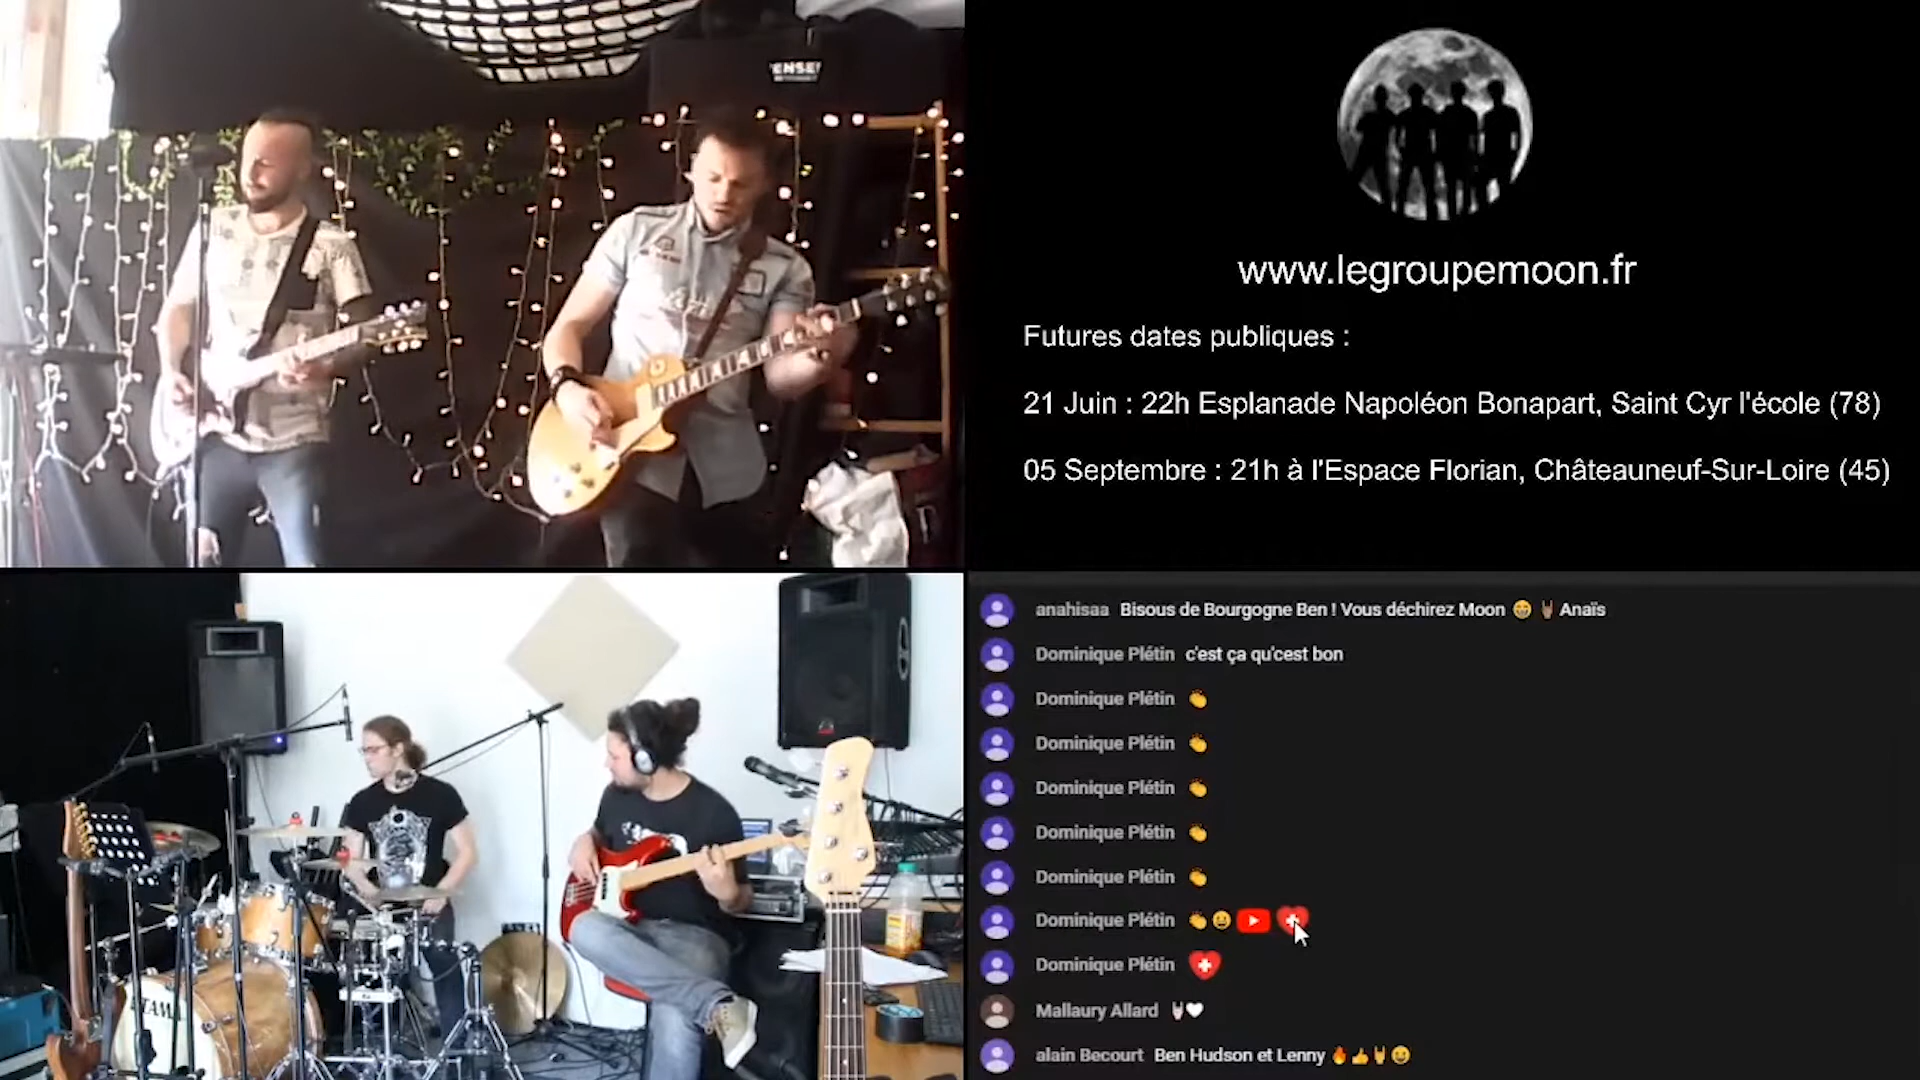 www.legroupemoon.fr
Futures dates publiques :
21 Juin : 22h Esplanade Napoléon Bonapart, Saint Cyr l'école (78)
05 Septembre : 21h à l'Espace Florian, Châteauneuf-Sur-Loire (45)
TAMA
anahisaa Bisous de Bourgogne Ben ! Vous déchirez Moon 😁 🤘 Anaïs
Dominique Plétin c'est ça qu'cest bon
Dominique Plétin 👏
Dominique Plétin 👏
Dominique Plétin 👏
Dominique Plétin 👏
Dominique Plétin 👏
Dominique Plétin 👏😀
Dominique Plétin
Mallaury Allard 🤘🤍
alain Becourt Ben Hudson et Lenny 🔥👍🤘😀